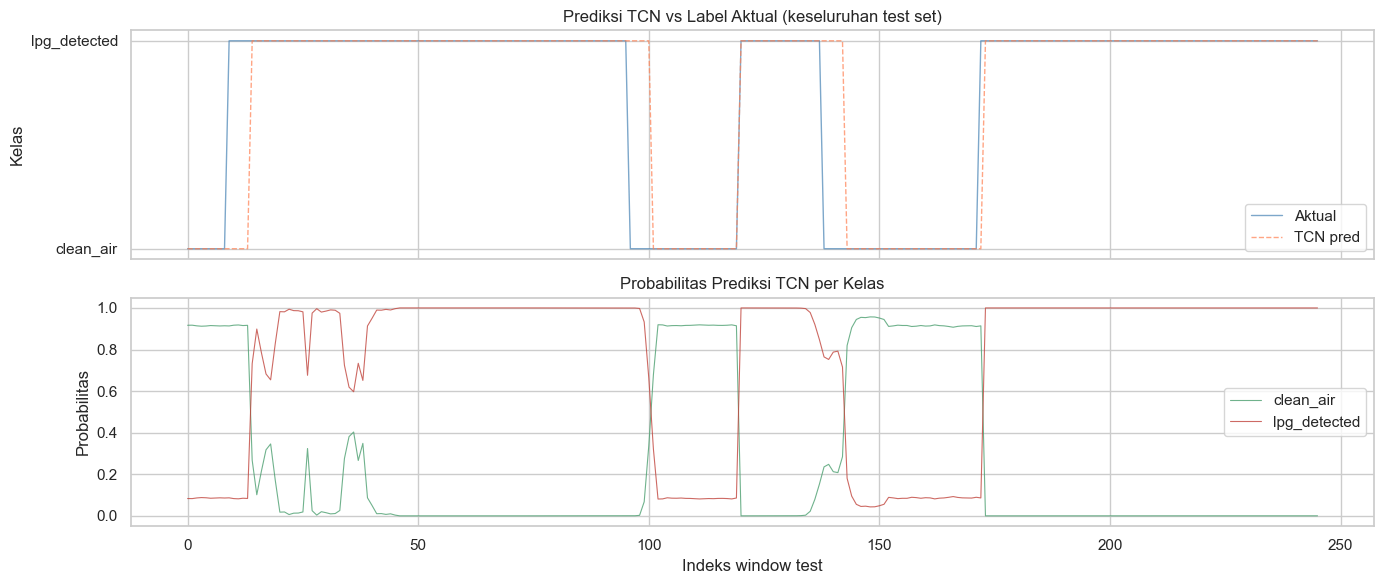 Prediksi TCN vs Label Aktual (keseluruhan test set)
lpg_detected
Kelas
clean_air
Aktual
TCN pred
Probabilitas Prediksi TCN per Kelas
1.0
0.8
0.6
0.4
0.2
0.0
Probabilitas
clean_air
lpg_detected
0 50 100 150 200 250
Indeks window test